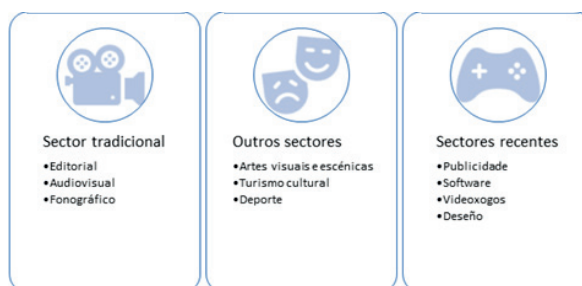 Sector tradicional
•Editorial
•Audiovisual
•Fonográfico
Outros sectores
•Artes visuais e escénicas
•Turismo cultural
•Deporte
Sectores recentes
•Publicidade
•Software
•Videoxogos
•Deseño